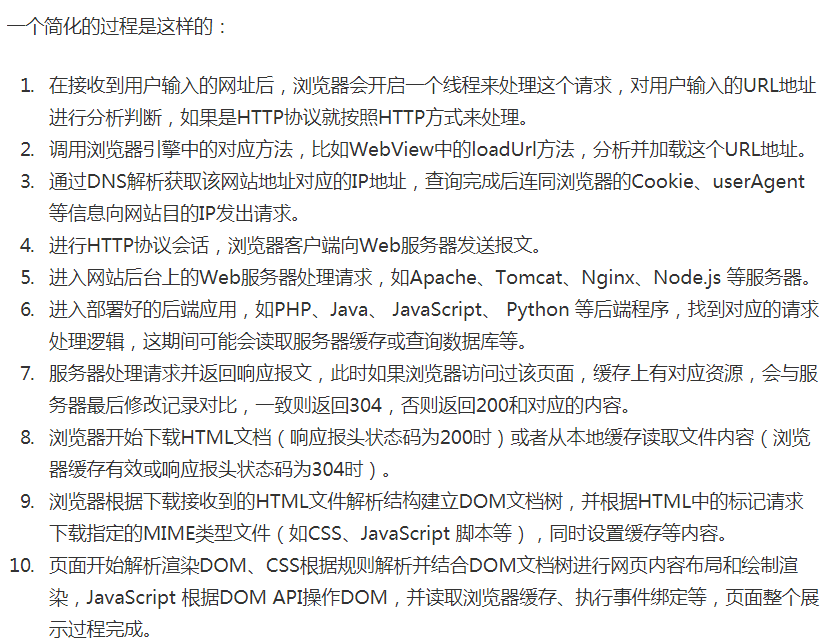 一个简化的过程是这样的：
1. 在接收到用户输入的网址后，浏览器会开启一个线程来处理这个请求，对用户输入的URL地址
进行分析判断，如果是HTTP协议就按照HTTP方式来处理。
2. 调用浏览器引擎中的对应方法，比如WebView中的loadUrl方法，分析并加载这个URL地址。
3. 通过DNS解析获取该网站地址对应的IP地址，查询完成后连同浏览器的Cookie、userAgent
等信息向网站目的IP发出请求。
4. 进行HTTP协议会话，浏览器客户端向Web服务器发送报文。
5. 进入网站后台上的Web服务器处理请求，如Apache、Tomcat、Nginx、Node.js 等服务器。
6. 进入部署好的后端应用，如PHP、Java、 JavaScript、 Python 等后端程序，找到对应的请求
处理逻辑，这期间可能会读取服务器缓存或查询数据库等。
7. 服务器处理请求并返回响应报文，此时如果浏览器访问过该页面，缓存上有对应资源，会与服
务器最后修改记录对比，一致则返回304，否则返回200和对应的内容。
8. 浏览器开始下载HTML文档（响应报头状态码为200时）或者从本地缓存读取文件内容（浏览
器缓存有效或响应报头状态码为304时）。
9. 浏览器根据下载接收到的HTML文件解析结构建立DOM文档树，并根据HTML中的标记请求
下载指定的MIME类型文件（如CSS、JavaScript 脚本等），同时设置缓存等内容。
10. 页面开始解析渲染DOM、CSS根据规则解析并结合DOM文档树进行网页内容布局和绘制渲
染，JavaScript 根据DOM API操作DOM，并读取浏览器缓存、执行事件绑定等，页面整个展
示过程完成。